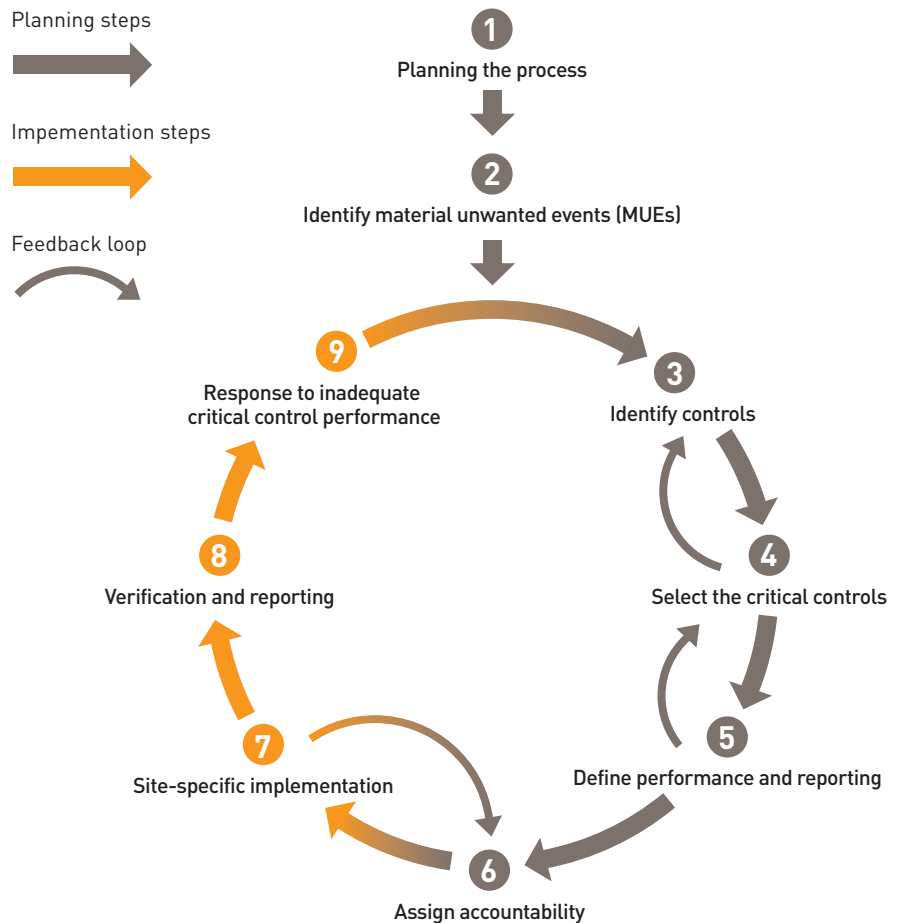 Planning steps
Impementation steps
Feedback loop
1
Planning the process
2
Identify material unwanted events (MUEs)
3
Identify controls
4
Select the critical controls
5
Define performance and reporting
6
Assign accountability
7
Site-specific implementation
8
Verification and reporting
9
Response to inadequate
critical control performance